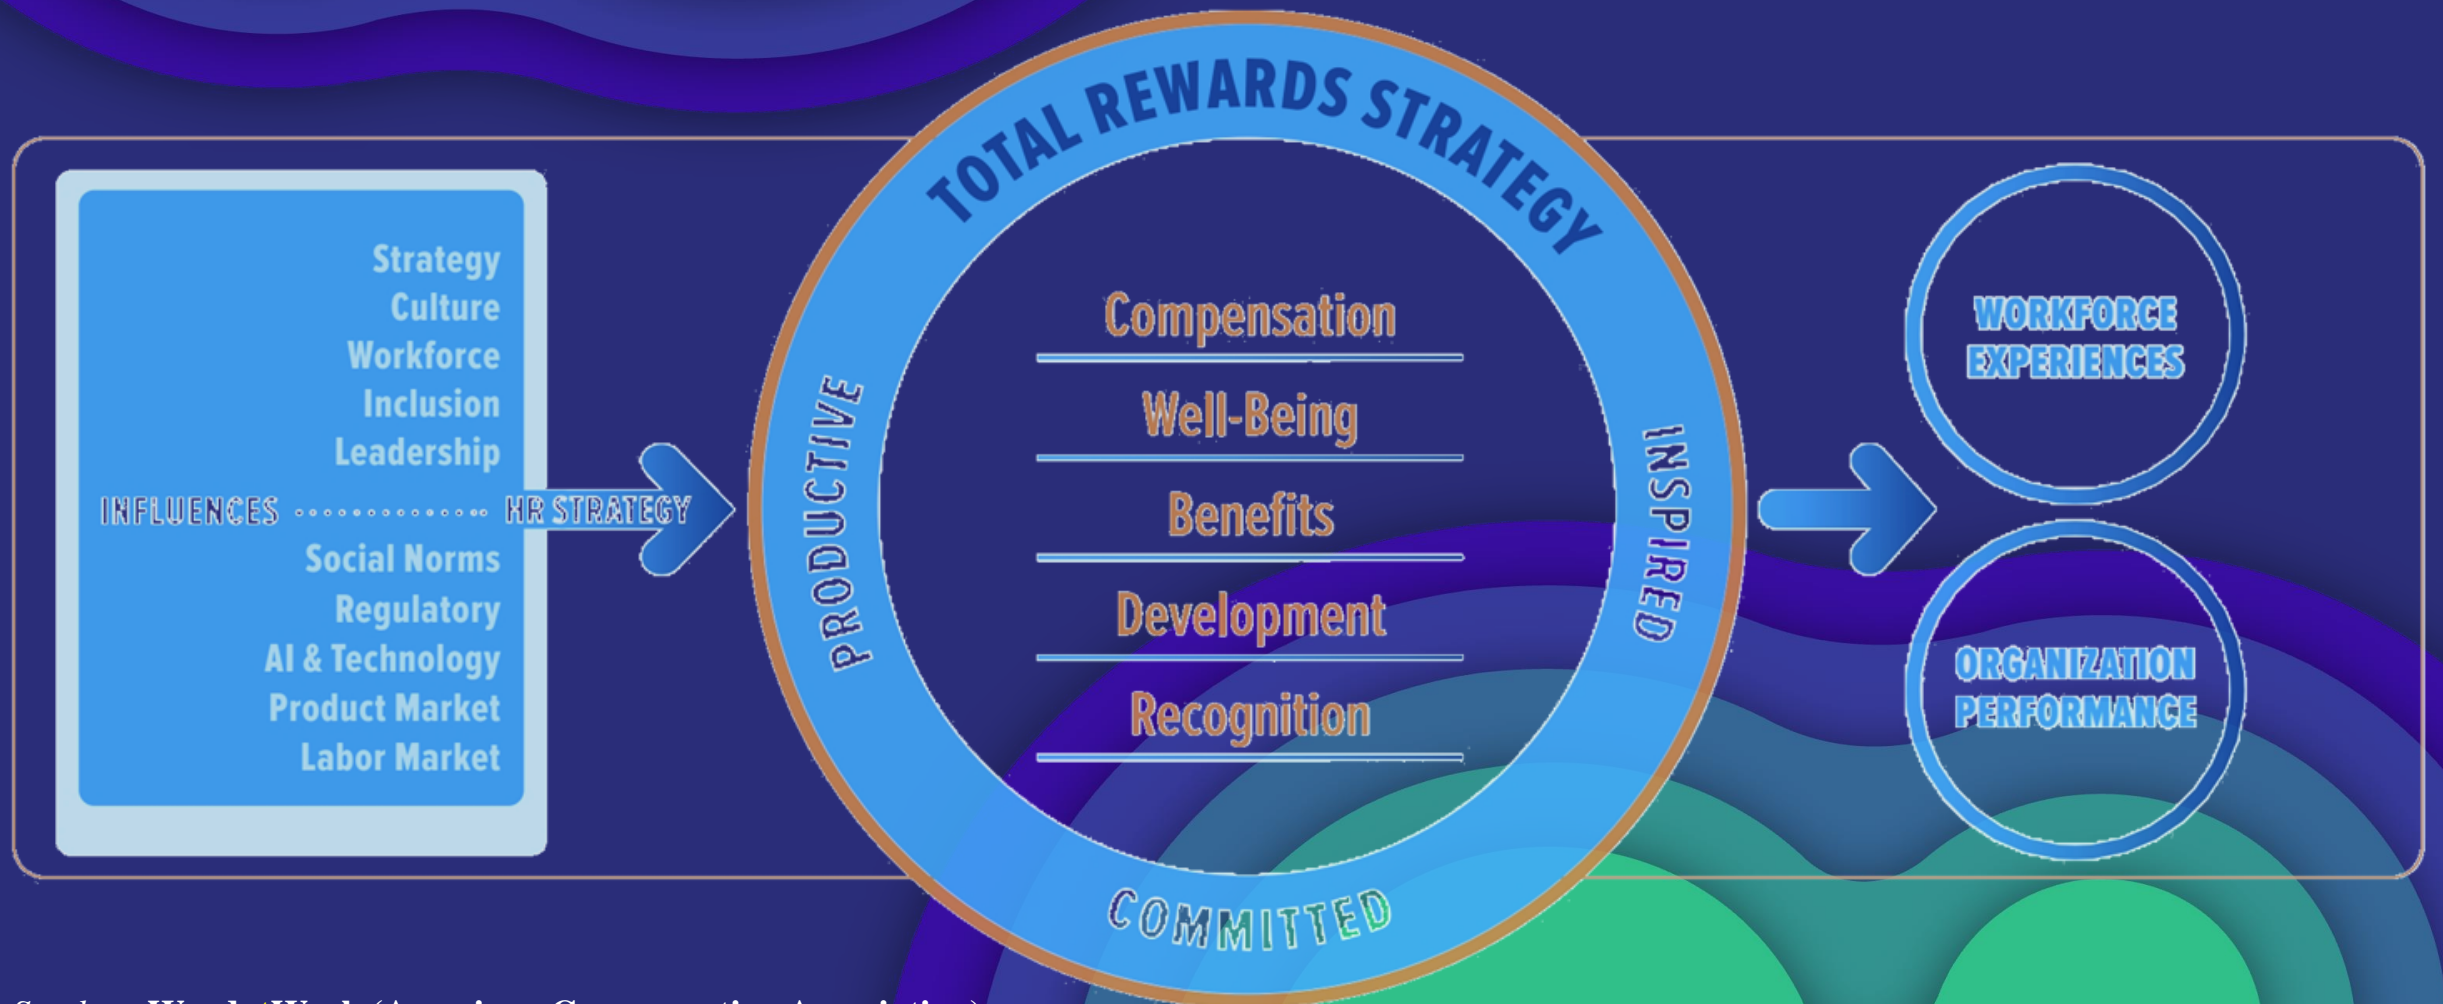 TOTAL REWARDS STRATEGY
Strategy
Culture
Workforce
Inclusion
Leadership
INFLUENCES ............. HR STRATEGY
Social Norms
Regulatory
AI & Technology
Product Market
Labor Market
PRODUCTIVE
Compensation
Well-Being
Benefits
Development
Recognition
INSPIRED
COMMITTED
WORKFORCE
EXPERIENCES
ORGANIZATION
PERFORMANCE